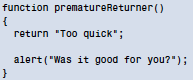 function prematureReturner()
{
  return "Too quick";

  alert("Was it good for you?");
}